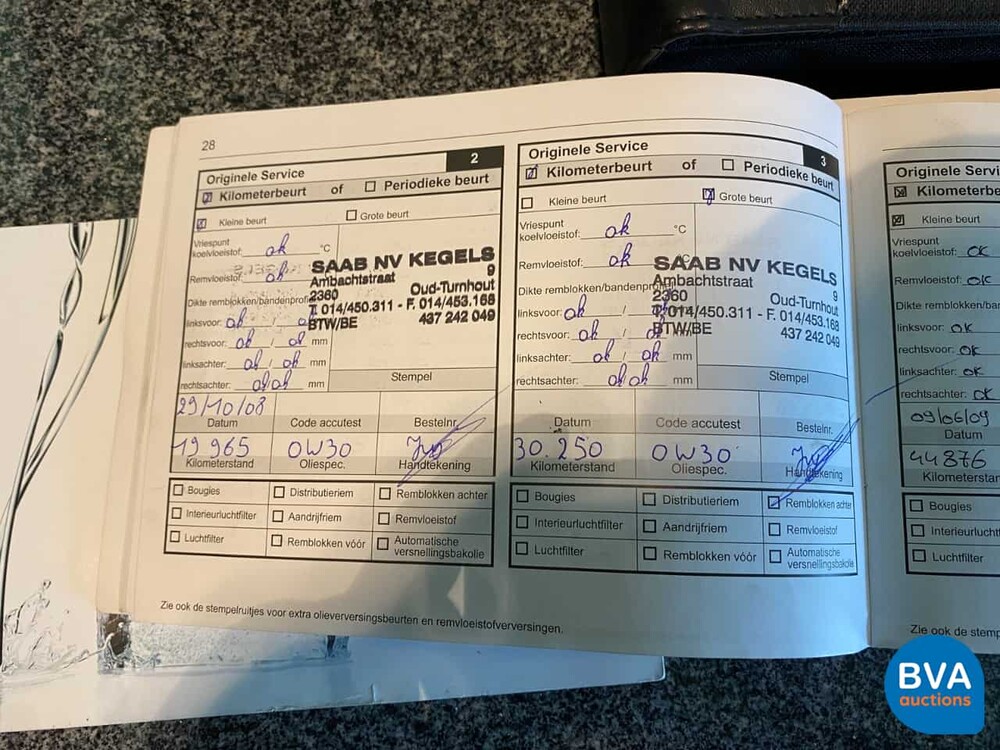 28
Originele Service 2
Kilometerbeurt of Periodieke beurt
Kleine beurt Grote beurt
Vriespunt
koelvloeistof: ok °C
Remvloeistof: ok
Dikte remblokken/bandenprofi
linksvoor: ok /
rechtsvoor: ok / ok mm
linksachter: ok / ok mm
rechtsachter: ok ok mm
SAAB NV KEGELS
Ambachtstraat 9
2360 Oud-Turnhout
T. 014/450.311 - F. 014/453.168
BTW/BE 437 242 049
Stempel
29/10/08
Datum Code accutest Bestelnr.
19 965 0W30
Kilometerstand Oliespec. Handtekening
Bougies Distributieriem Remblokken achter
Interieurluchtfilter Aandrijfriem Remvloeistof
Luchtfilter Remblokken vóór Automatische
versnellingsbakolie
Zie ook de stempelruitjes voor extra olieverversingsbeurten en remvloeistofverversingen.
Originele Service 3
Kilometerbeurt of Periodieke beurt
Kleine beurt Grote beurt
Vriespunt
koelvloeistof: ok °C
Remvloeistof: ok
Dikte remblokken/bandenprof
linksvoor: ok /
rechtsvoor: ok / ok
linksachter: ok / ok mm
rechtsachter: ok ok mm
SAAB NV KEGELS
Ambachtstraat 9
2360 Oud-Turnhout
T. 014/450.311 - F. 014/453.168
BTW/BE 437 242 049
Stempel
Datum Code accutest Bestelnr.
30.250 0W30
Kilometerstand Oliespec. Handtekening
Bougies Distributieriem Remblokken achter
Interieurluchtfilter Aandrijfriem Remvloeistof
Luchtfilter Remblokken vóór Automatische
versnellingsbakolie
Originele Servi
Kilometerbe
Kleine beurt
Vriespunt
koelvloeistof: OK
Remvloeistof: OK
Dikte remblokken
linksvoor: OK
rechtsvoor: OK
linksachter: OK
rechtsachter: OK
09/06/09
Datum
44876
Kilometerstand
Bougies
Interieurlucht
Luchtfilter
Zie ook de stemp
BVA
auctions